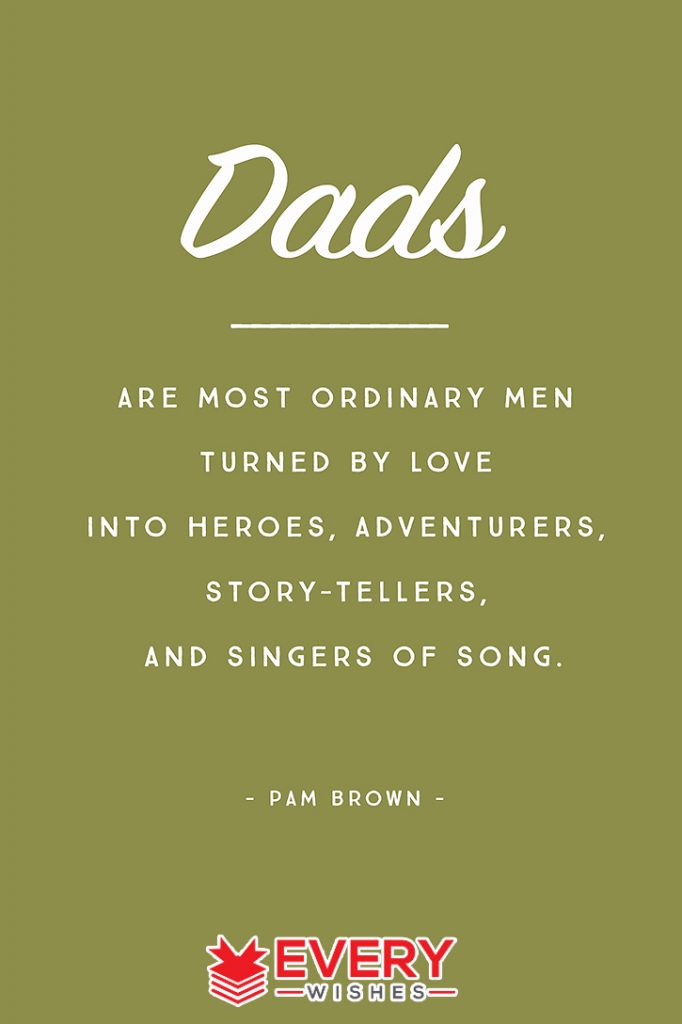 Dads
ARE MOST ORDINARY MEN
TURNED BY LOVE
INTO HEROES, ADVENTURERS,
STORY-TELLERS,
AND SINGERS OF SONG.
- PAM BROWN -
EVERY
WISHES